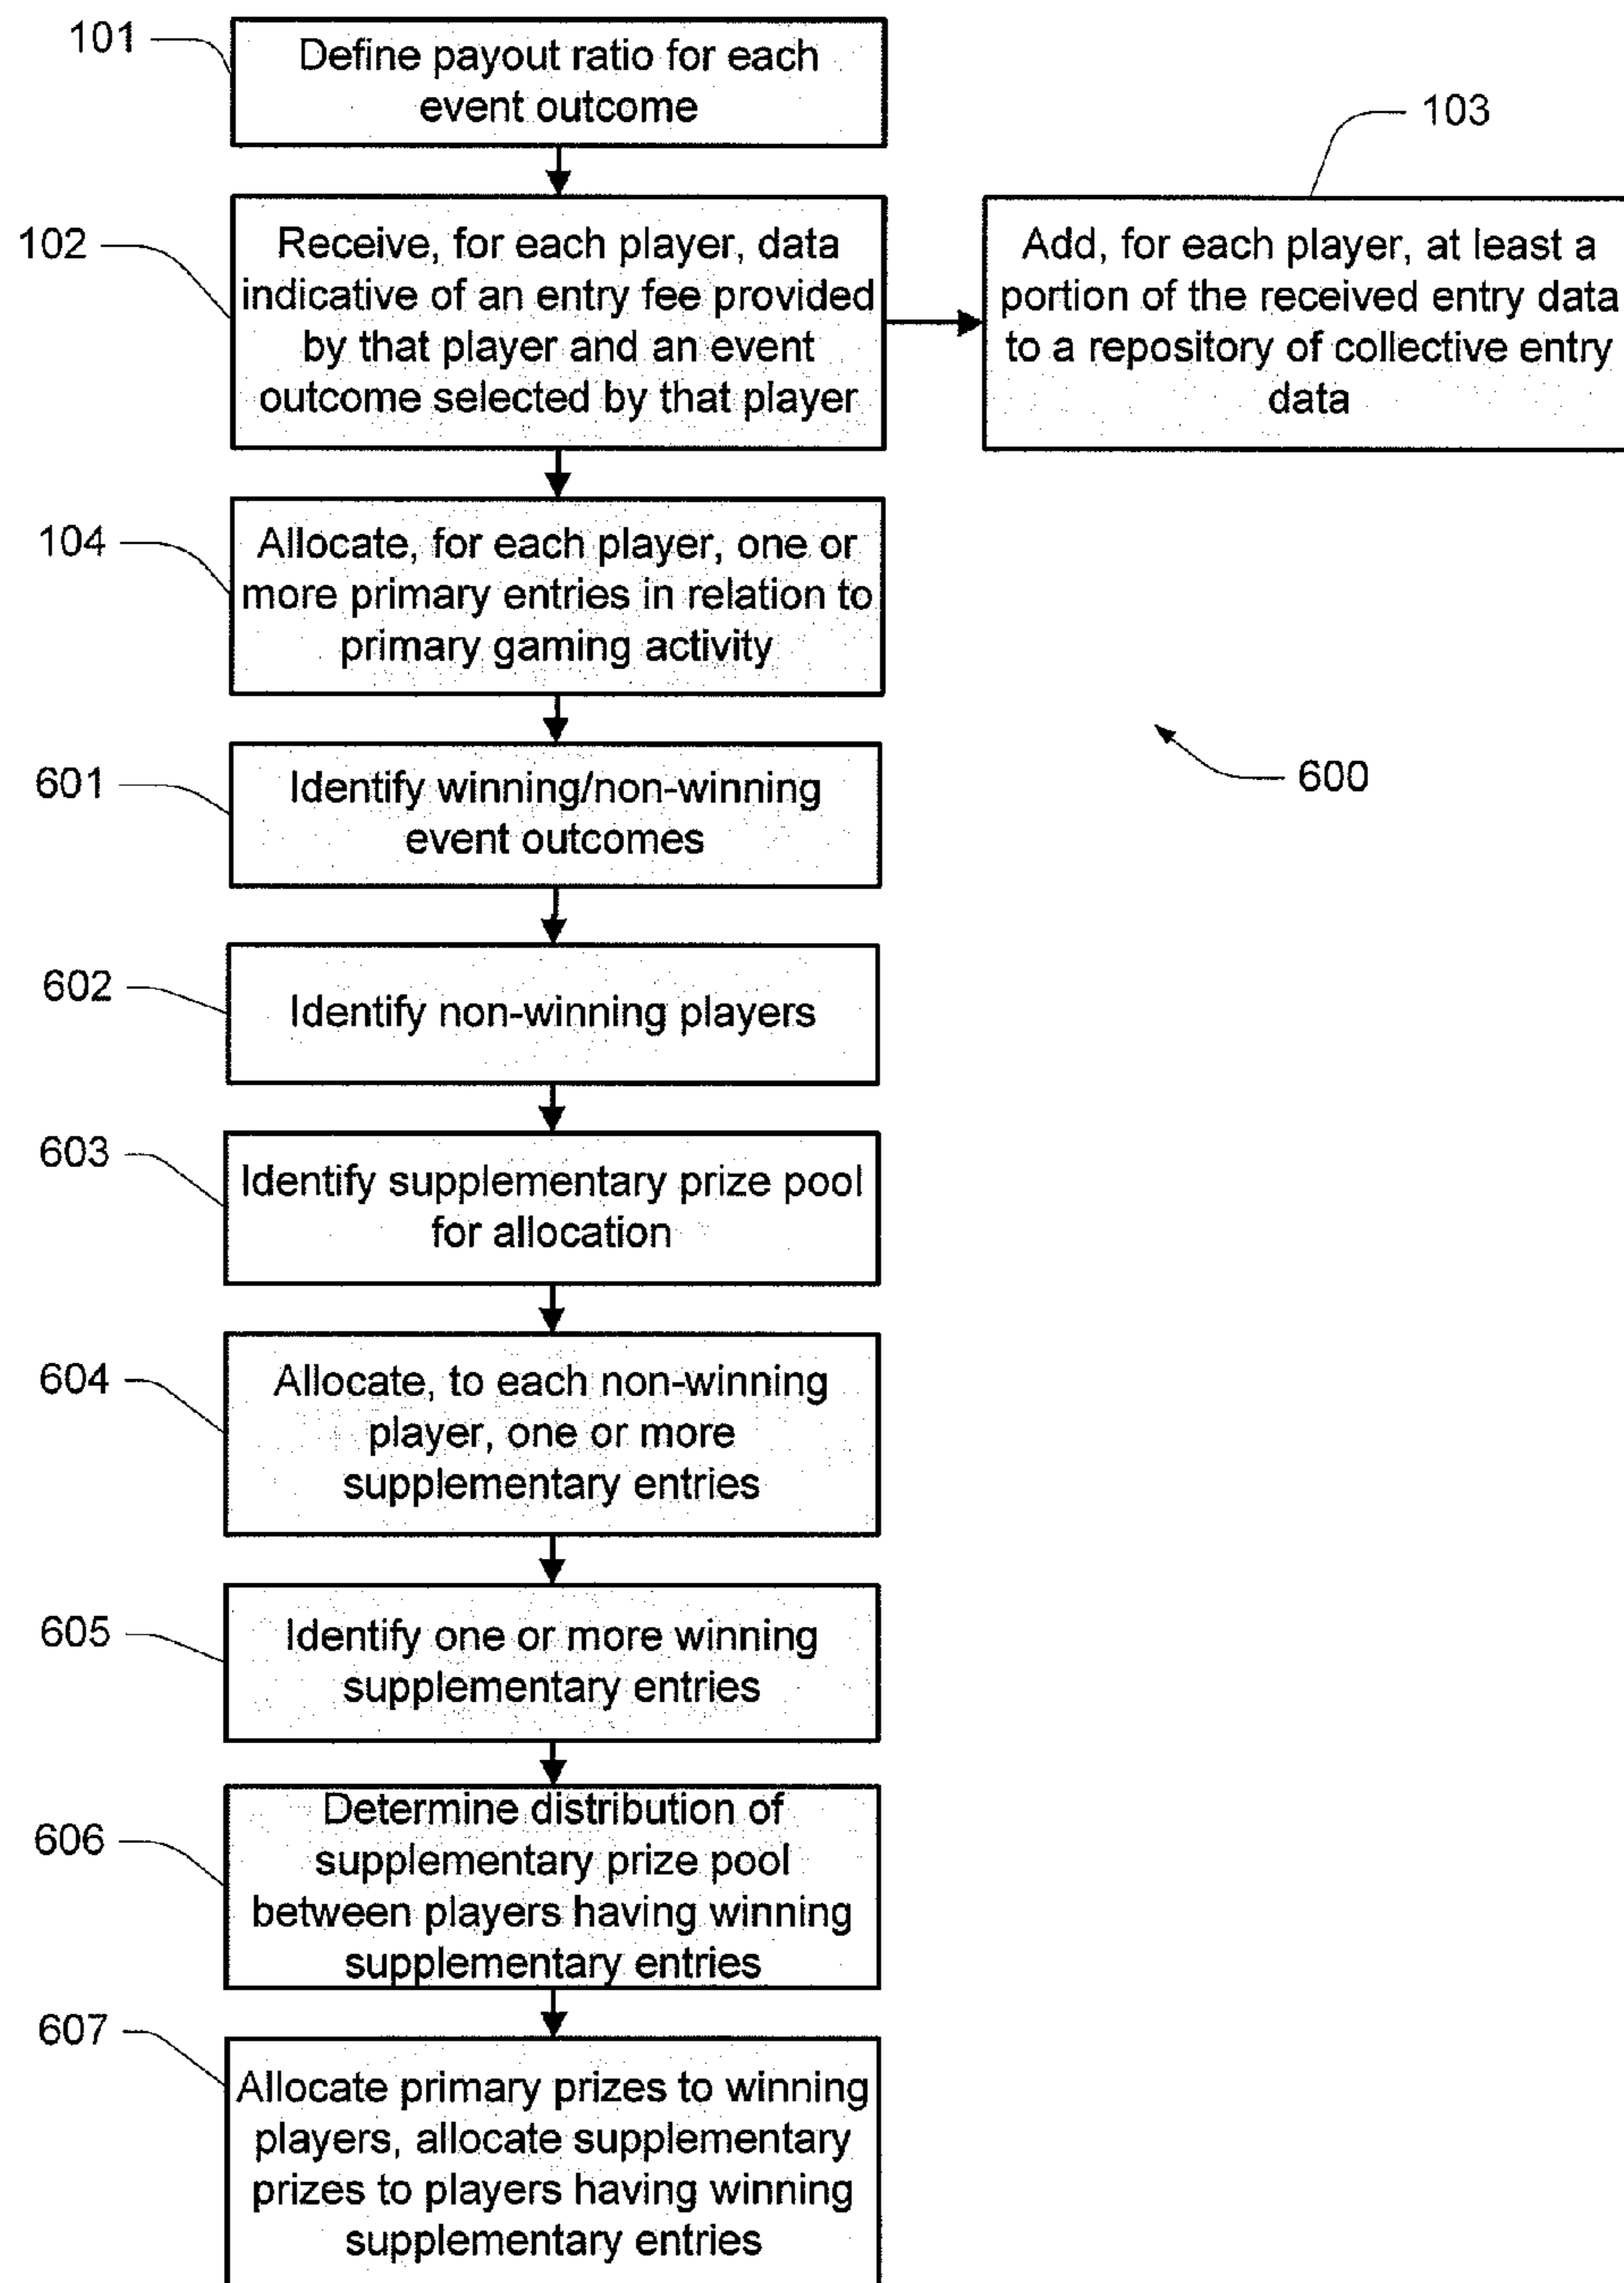 101
Define payout ratio for each
event outcome
103
102
Receive, for each player, data
indicative of an entry fee provided
by that player and an event
outcome selected by that player
Add, for each player, at least a
portion of the received entry data
to a repository of collective entry
data
104
Allocate, for each player, one or
more primary entries in relation to
primary gaming activity
601
Identify winning/non-winning
event outcomes
600
602
Identify non-winning players
603
Identify supplementary prize pool
for allocation
604
Allocate, to each non-winning
player, one or more
supplementary entries
605
Identify one or more winning
supplementary entries
606
Determine distribution of
supplementary prize pool
between players having winning
supplementary entries
607
Allocate primary prizes to winning
players, allocate supplementary
prizes to players having winning
supplementary entries